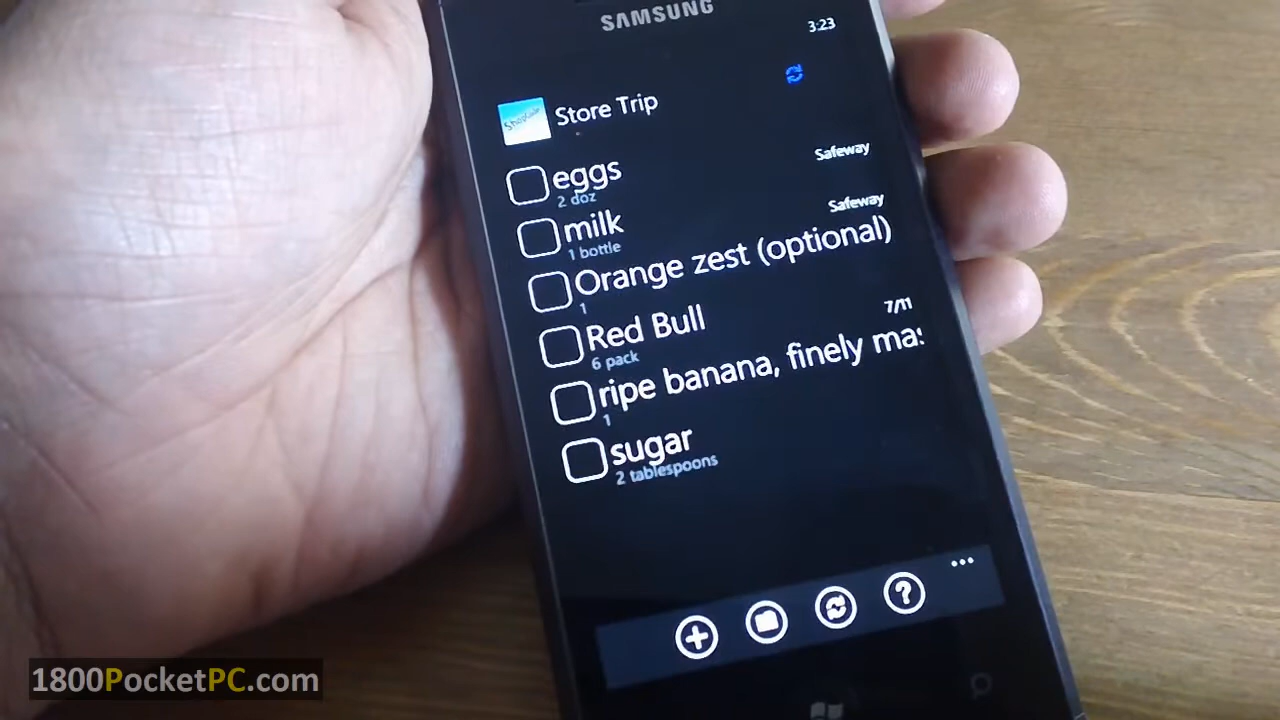 SAMSUNG
3:23
Store Trip
Safeway
eggs
2 doz
Safeway
milk
1 bottle
Orange zest (optional)
1
7/11
Red Bull
6 pack
ripe banana, finely ma
1
sugar
2 tablespoons
1800PocketPC.com